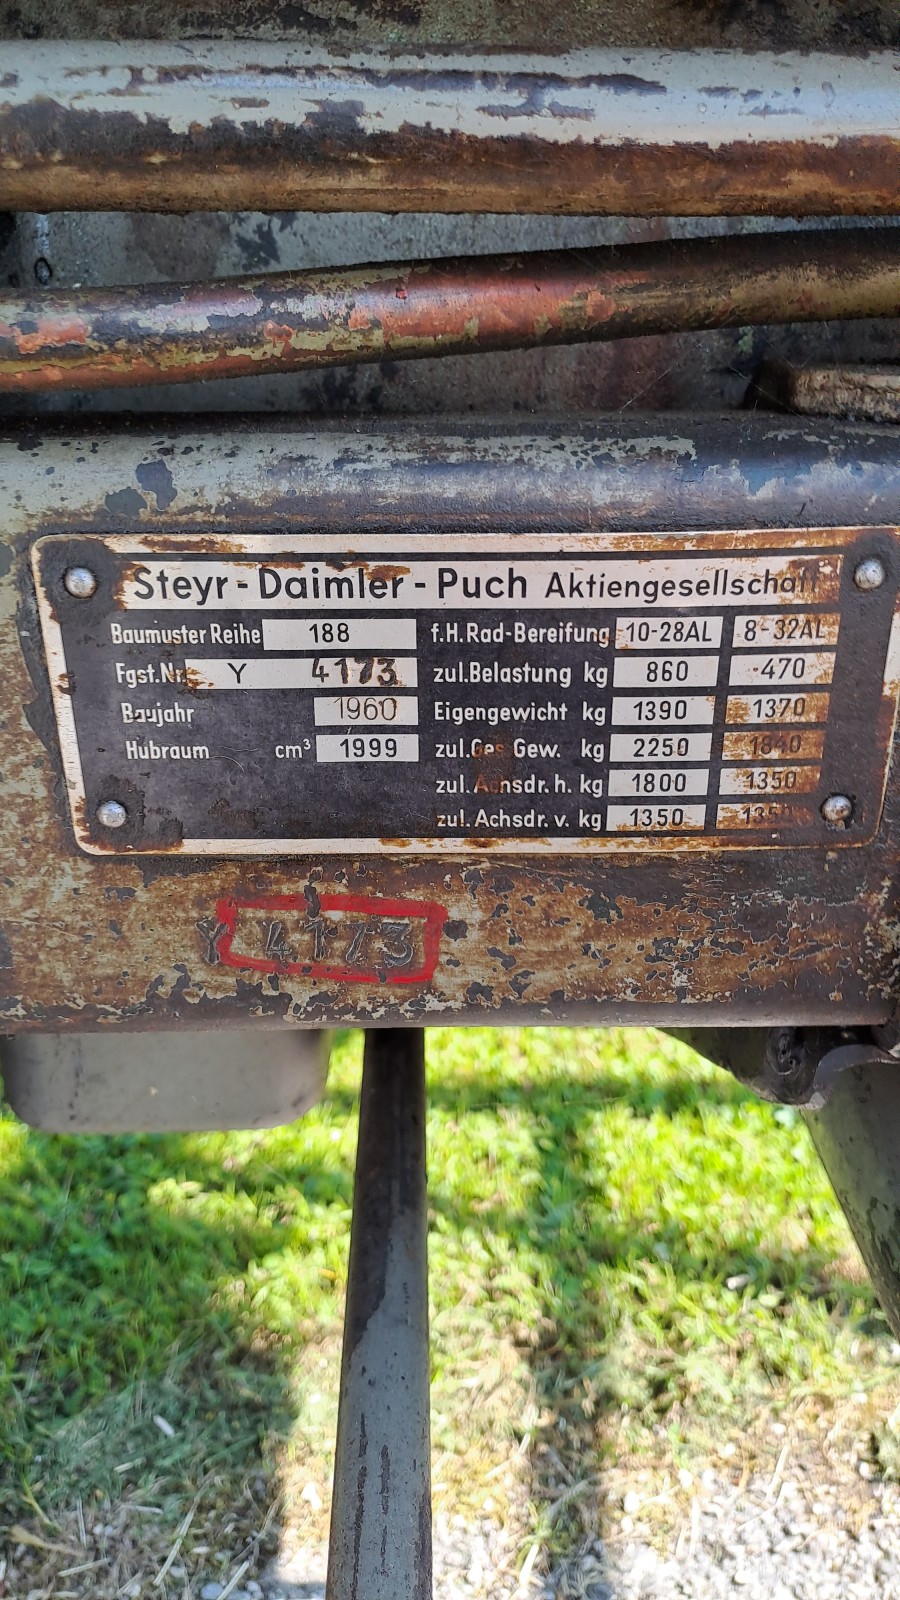 Steyr-Daimler-Puch Aktiengesellschaft
Baumuster Reihe 188 f.H.Rad-Bereifung 10-28AL 8-32AL
Fgst.Nr. Y 4173 zul.Belastung kg 860 470
Baujahr 1960 Eigengewicht kg 1390 1370
Hubraum cm³ 1999 zul.Ges Gew. kg 2250 1840
zul.Achsdr.h. kg 1800 1350
zul.Achsdr.v. kg 1350 1350
Y 4173